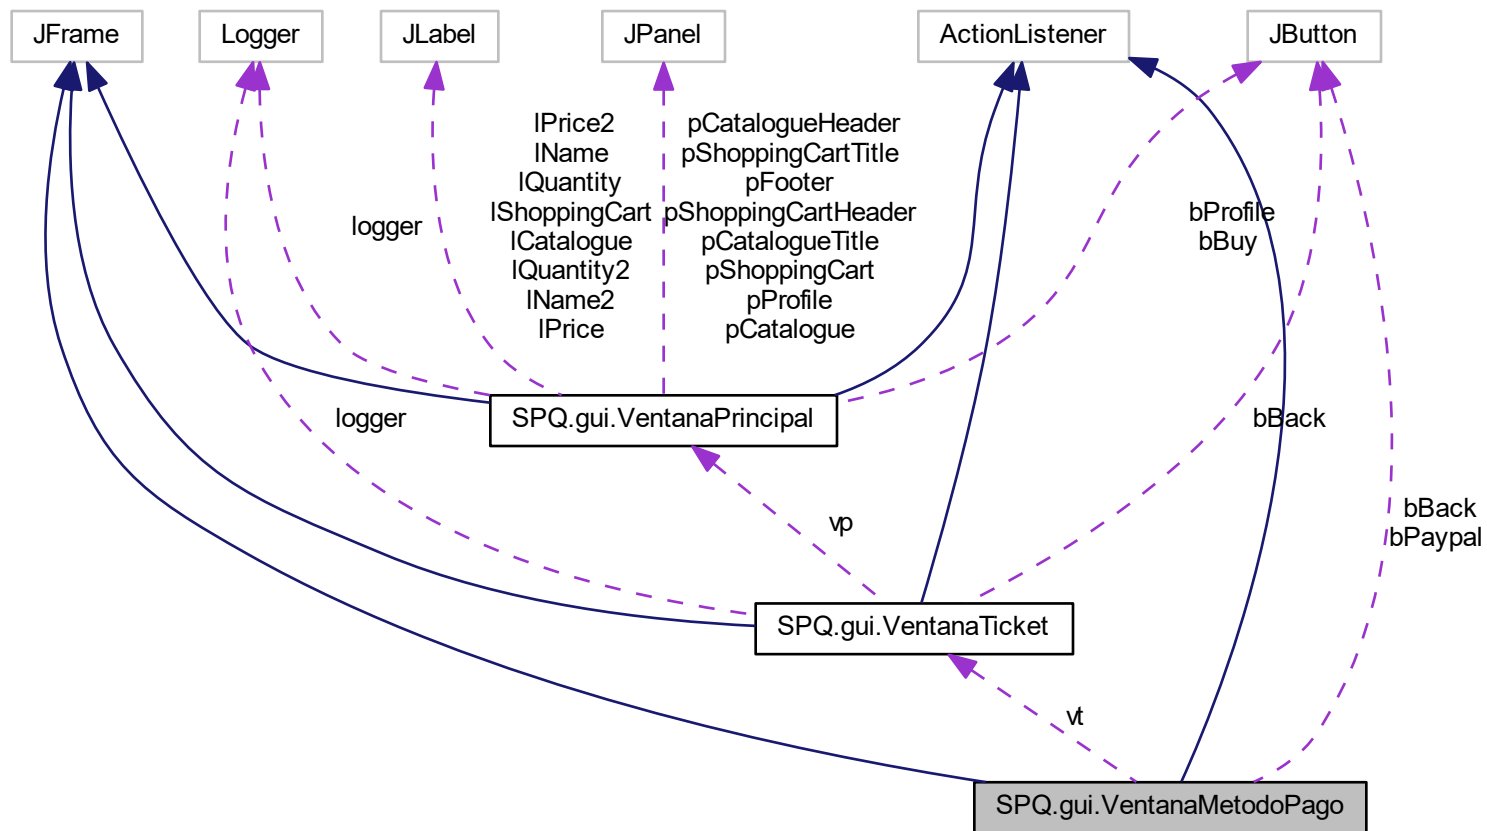 JFrame
Logger
JLabel
JPanel
ActionListener
JButton
lPrice2
lName
lQuantity
lShoppingCart
lCatalogue
lQuantity2
lName2
lPrice
pCatalogueHeader
pShoppingCartTitle
pFooter
pShoppingCartHeader
pCatalogueTitle
pShoppingCart
pProfile
pCatalogue
logger
bProfile
bBuy
logger
SPQ.gui.VentanaPrincipal
bBack
vp
bBack
bPaypal
SPQ.gui.VentanaTicket
vt
SPQ.gui.VentanaMetodoPago